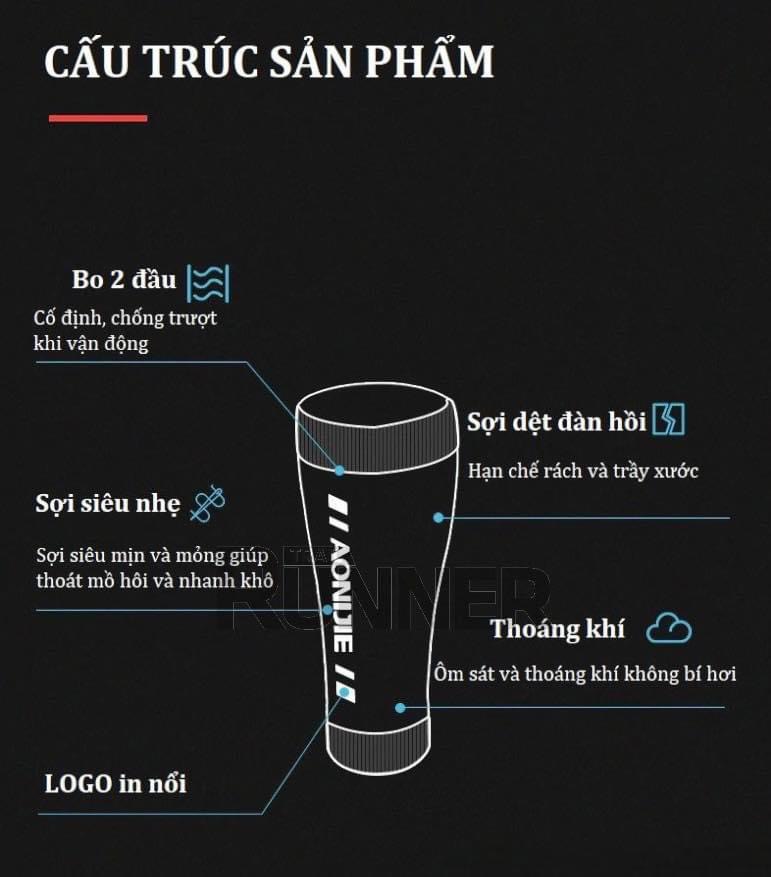 CẤU TRÚC SẢN PHẨM
Bo 2 đầu
Cố định, chống trượt
khi vận động
Sợi dệt đàn hồi
Hạn chế rách và trầy xước
Sợi siêu nhẹ
Sợi siêu mịn và mỏng giúp
thoát mồ hôi và nhanh khô
AONIJIE
TRAIL
RUNNER
Thoáng khí
Ôm sát và thoáng khí không bí hơi
LOGO in nổi